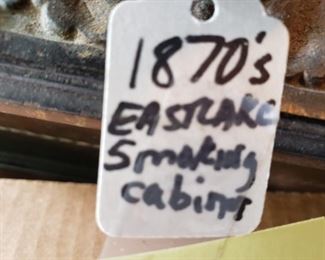 1870's
EASTLAKE
Smoking
cabinet